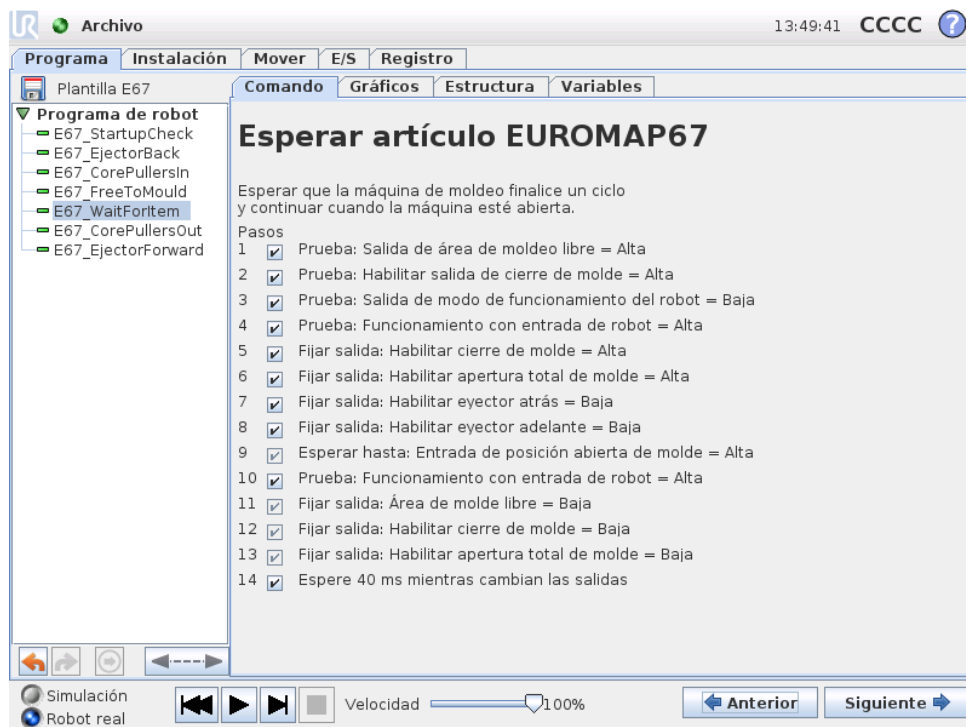 UR Archivo 13:49:41 CCCC ?
Programa Instalación Mover E/S Registro
Plantilla E67
Comando Gráficos Estructura Variables
Programa de robot
E67_StartupCheck
E67_EjectorBack
E67_CorePullersIn
E67_FreeToMould
E67_WaitForItem
E67_CorePullersOut
E67_EjectorForward
Esperar artículo EUROMAP67
Esperar que la máquina de moldeo finalice un ciclo
y continuar cuando la máquina esté abierta.
Pasos
1 Prueba: Salida de área de moldeo libre = Alta
2 Prueba: Habilitar salida de cierre de molde = Alta
3 Prueba: Salida de modo de funcionamiento del robot = Baja
4 Prueba: Funcionamiento con entrada de robot = Alta
5 Fijar salida: Habilitar cierre de molde = Alta
6 Fijar salida: Habilitar apertura total de molde = Alta
7 Fijar salida: Habilitar eyector atrás = Baja
8 Fijar salida: Habilitar eyector adelante = Baja
9 Esperar hasta: Entrada de posición abierta de molde = Alta
10 Prueba: Funcionamiento con entrada de robot = Alta
11 Fijar salida: Área de molde libre = Baja
12 Fijar salida: Habilitar cierre de molde = Baja
13 Fijar salida: Habilitar apertura total de molde = Baja
14 Espere 40 ms mientras cambian las salidas
Simulación
Robot real
Velocidad 100%
Anterior Siguiente